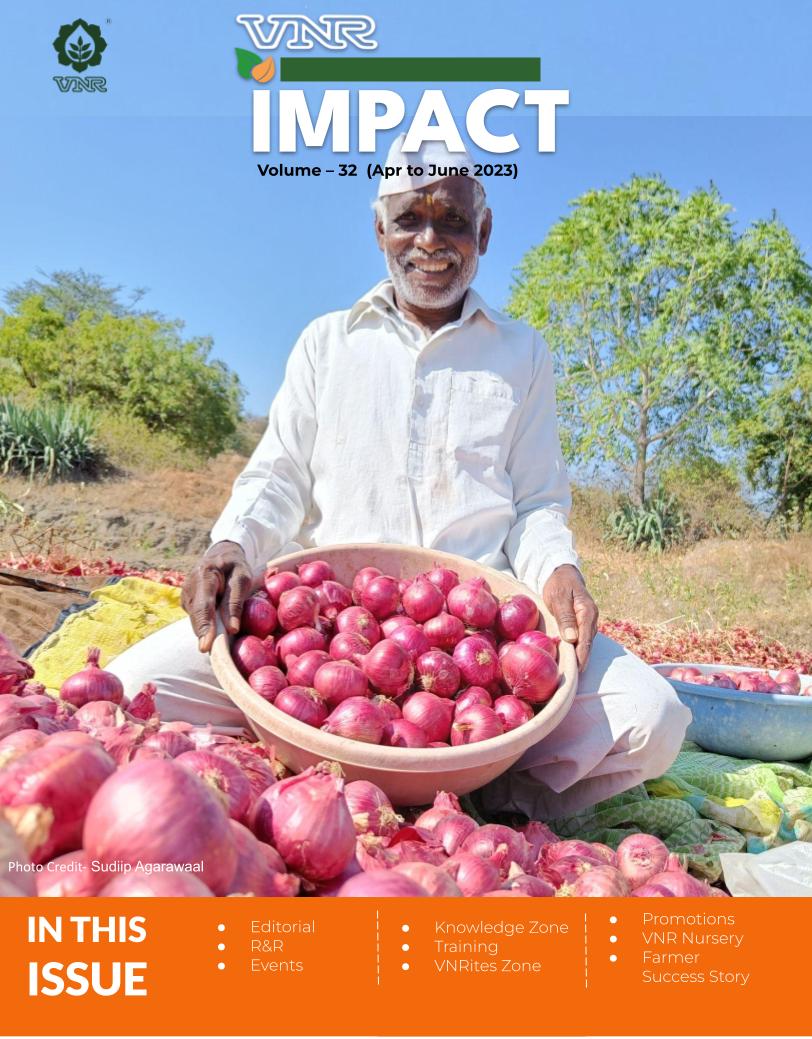 VNR
VNR
IMPACT
Volume – 32 (Apr to June 2023)
Photo Credit- Sudiip Agarawaal
IN THIS
ISSUE
• Editorial
• R&R
• Events
• Knowledge Zone
• Training
• VNRites Zone
• Promotions
• VNR Nursery
• Farmer
Success Story